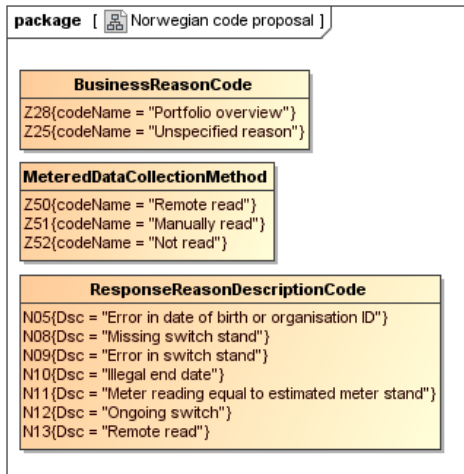 package [ Norwegian code proposal ]
BusinessReasonCode
Z28{codeName = "Portfolio overview"}
Z25{codeName = "Unspecified reason"}
MeteredDataCollectionMethod
Z50{codeName = "Remote read"}
Z51{codeName = "Manually read"}
Z52{codeName = "Not read"}
ResponseReasonDescriptionCode
N05{Dsc = "Error in date of birth or organisation ID"}
N08{Dsc = "Missing switch stand"}
N09{Dsc = "Error in switch stand"}
N10{Dsc = "Illegal end date"}
N11{Dsc = "Meter reading equal to estimated meter stand"}
N12{Dsc = "Ongoing switch"}
N13{Dsc = "Remote read"}